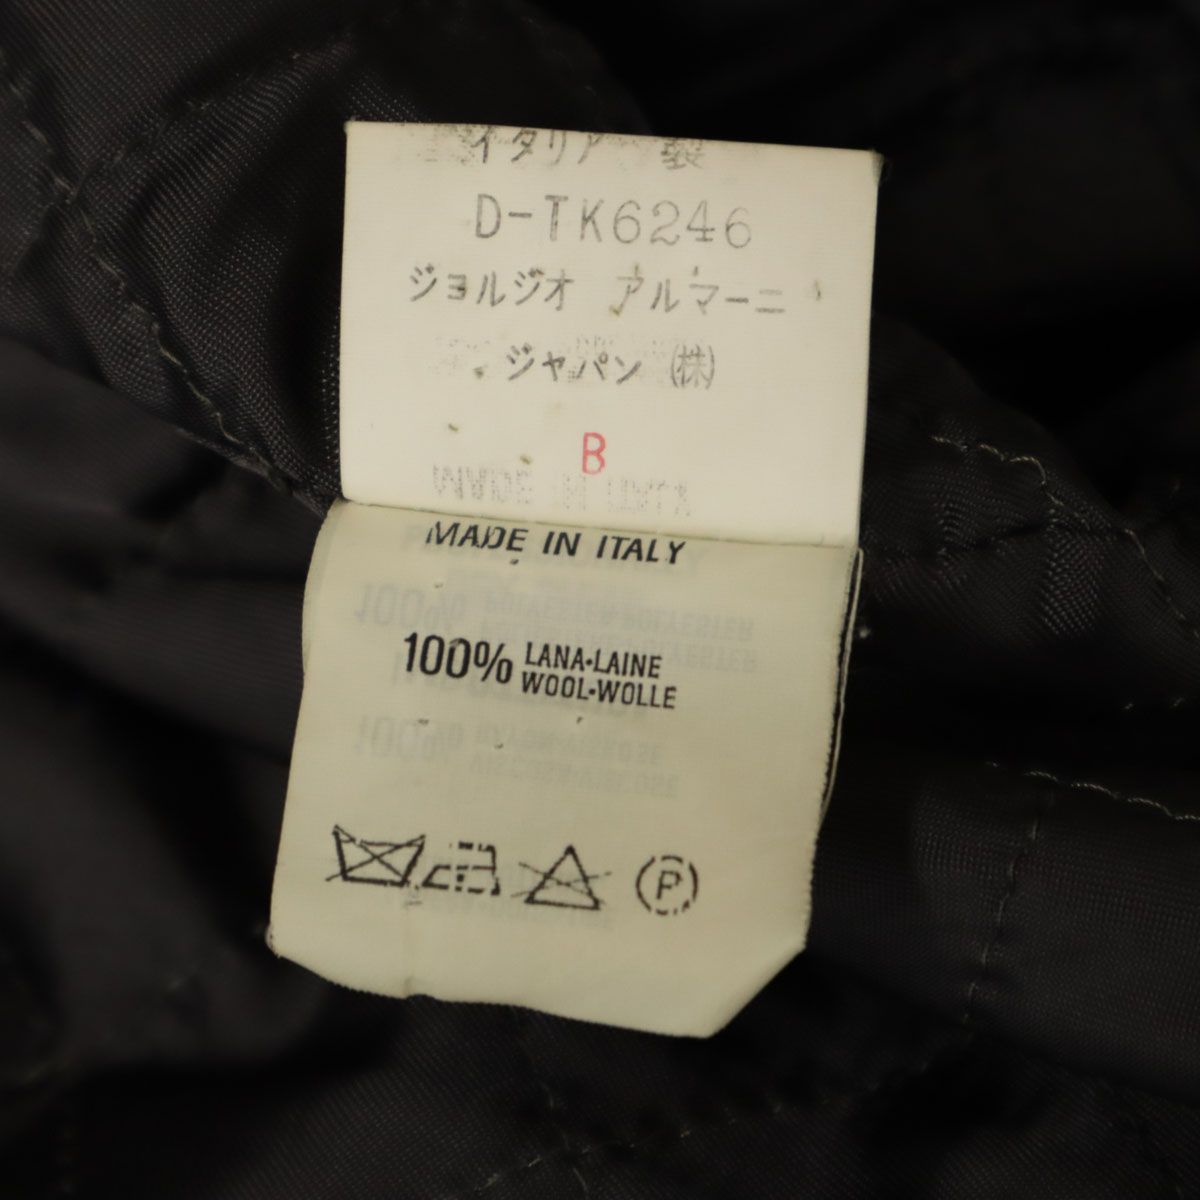 イタリア 製
D-TK6246
ジョルジオ アルマーニ
ジャパン ㈱
B
MADE IN ITALY
100% LANA·LAINE
WOOL·WOLLE
P